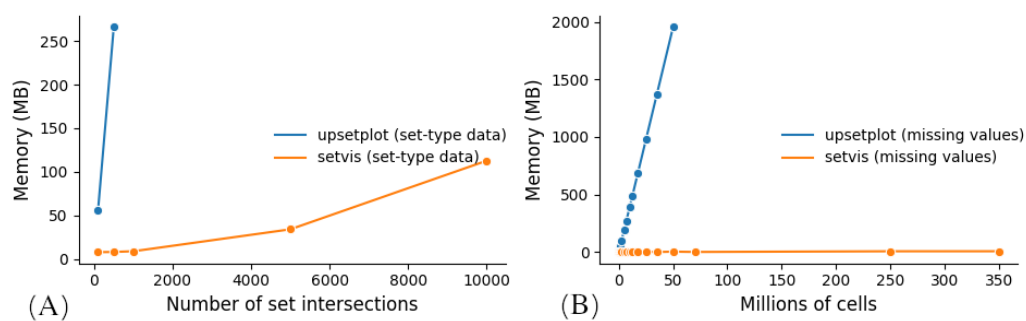 Memory (MB)
250
200
150
100
50
0
upsetplot (set-type data)
setvis (set-type data)
0 2000 4000 6000 8000 10000
(A) Number of set intersections
Memory (MB)
2000
1500
1000
500
0
upsetplot (missing values)
setvis (missing values)
0 50 100 150 200 250 300 350
(B) Millions of cells